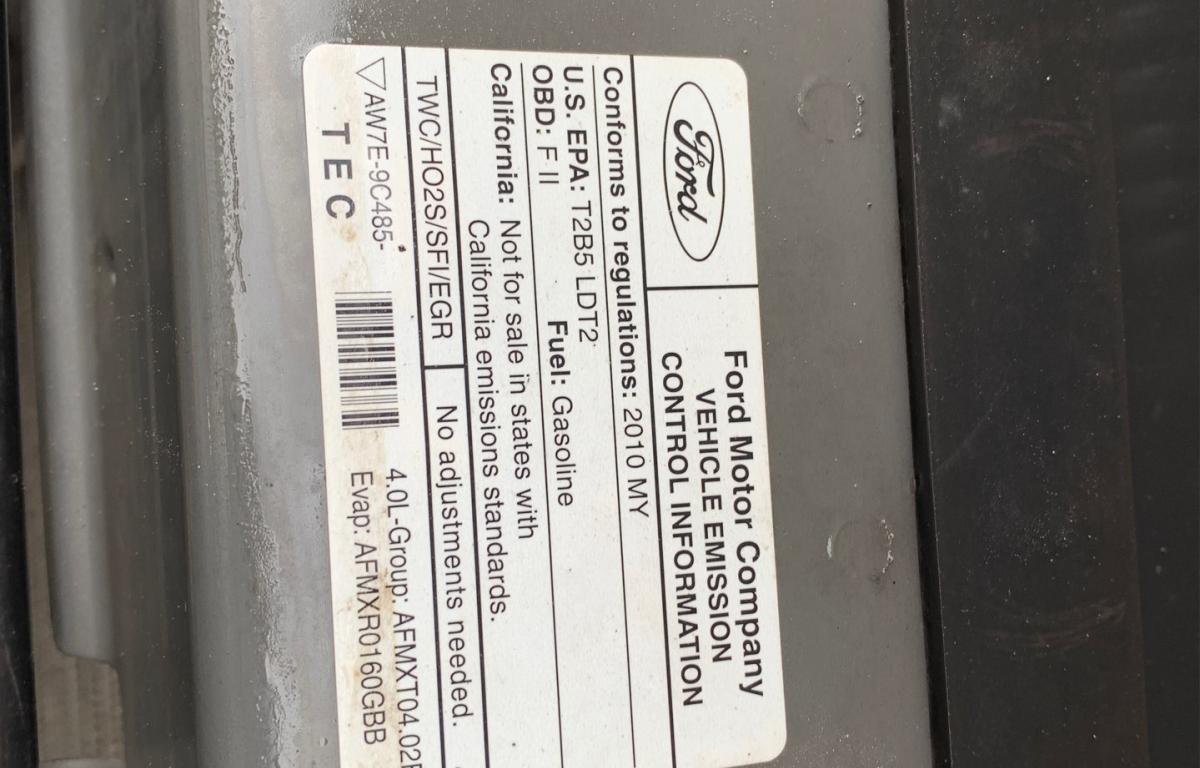 Ford
Ford Motor Company
VEHICLE EMISSION
CONTROL INFORMATION
Conforms to regulations: 2010 MY
U.S. EPA: T2B5 LDT2
OBD: F II Fuel: Gasoline
California: Not for sale in states with
California emissions standards.
TWC/HO2S/SFI/EGR No adjustments needed.
AW7E-9C485- 4.0L-Group: AFMXT04.02
TEC Evap: AFMXR0160GBB